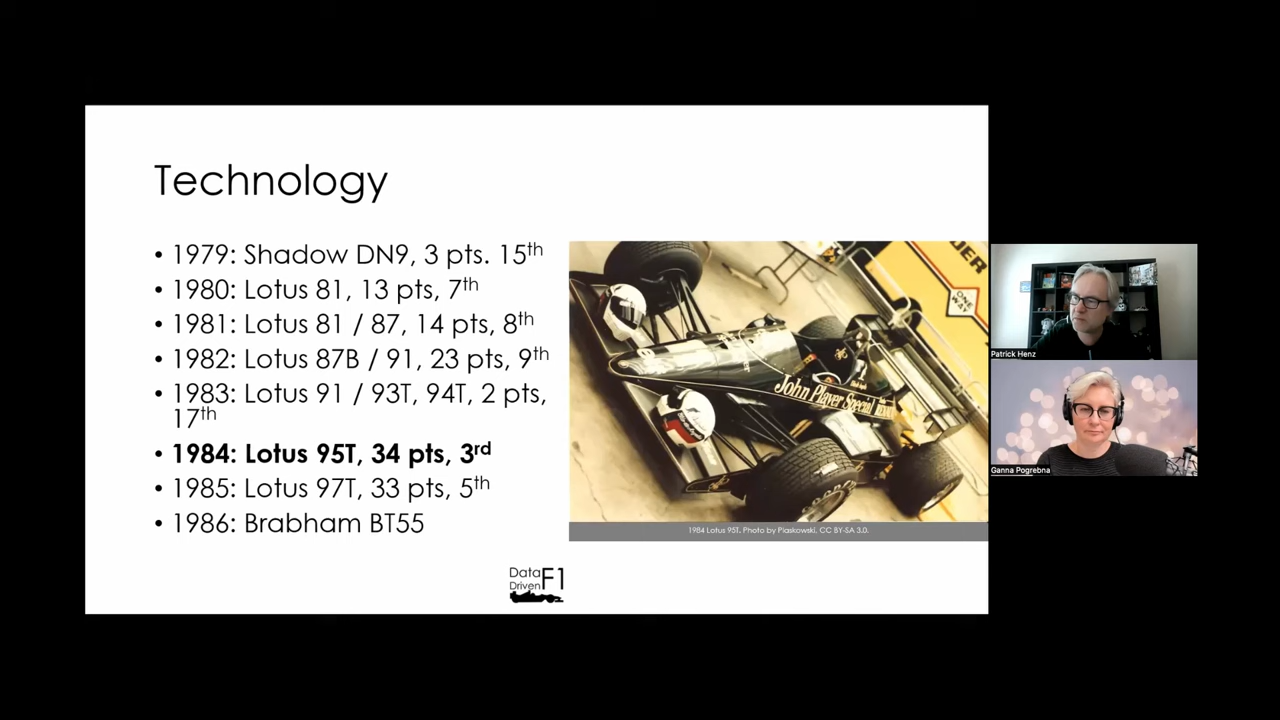 Technology
• 1979: Shadow DN9, 3 pts. 15th
• 1980: Lotus 81, 13 pts, 7th
• 1981: Lotus 81 / 87, 14 pts, 8th
• 1982: Lotus 87B / 91, 23 pts, 9th
• 1983: Lotus 91 / 93T, 94T, 2 pts,
17th
• 1984: Lotus 95T, 34 pts, 3rd
• 1985: Lotus 97T, 33 pts, 5th
• 1986: Brabham BT55
DER
ONE
WAY
John Player Special
1984 Lotus 95T. Photo by Piaskowski, CC BY-SA 3.0.
Data
Driven
F1
Patrick Henz
Ganna Pogrebna